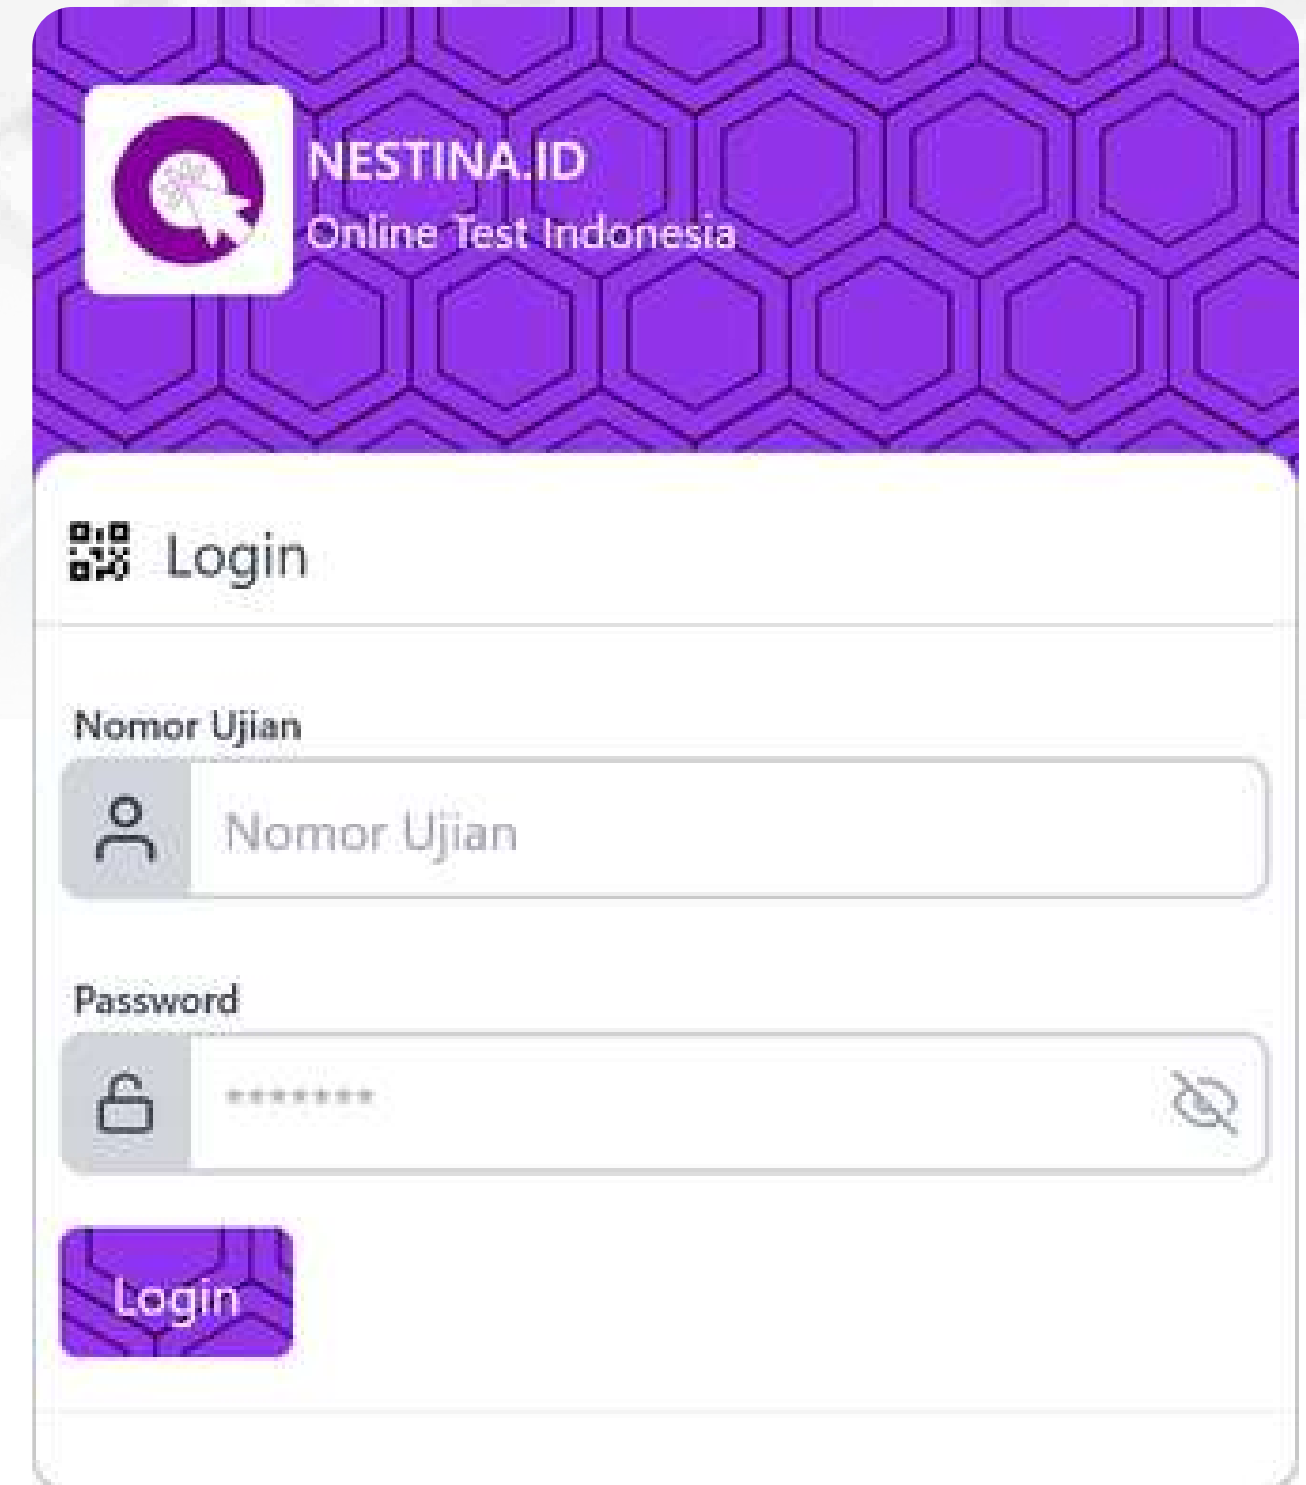 NESTINA.ID
Online Test Indonesia
Login
Nomor Ujian
Nomor Ujian
Password
*******
Login